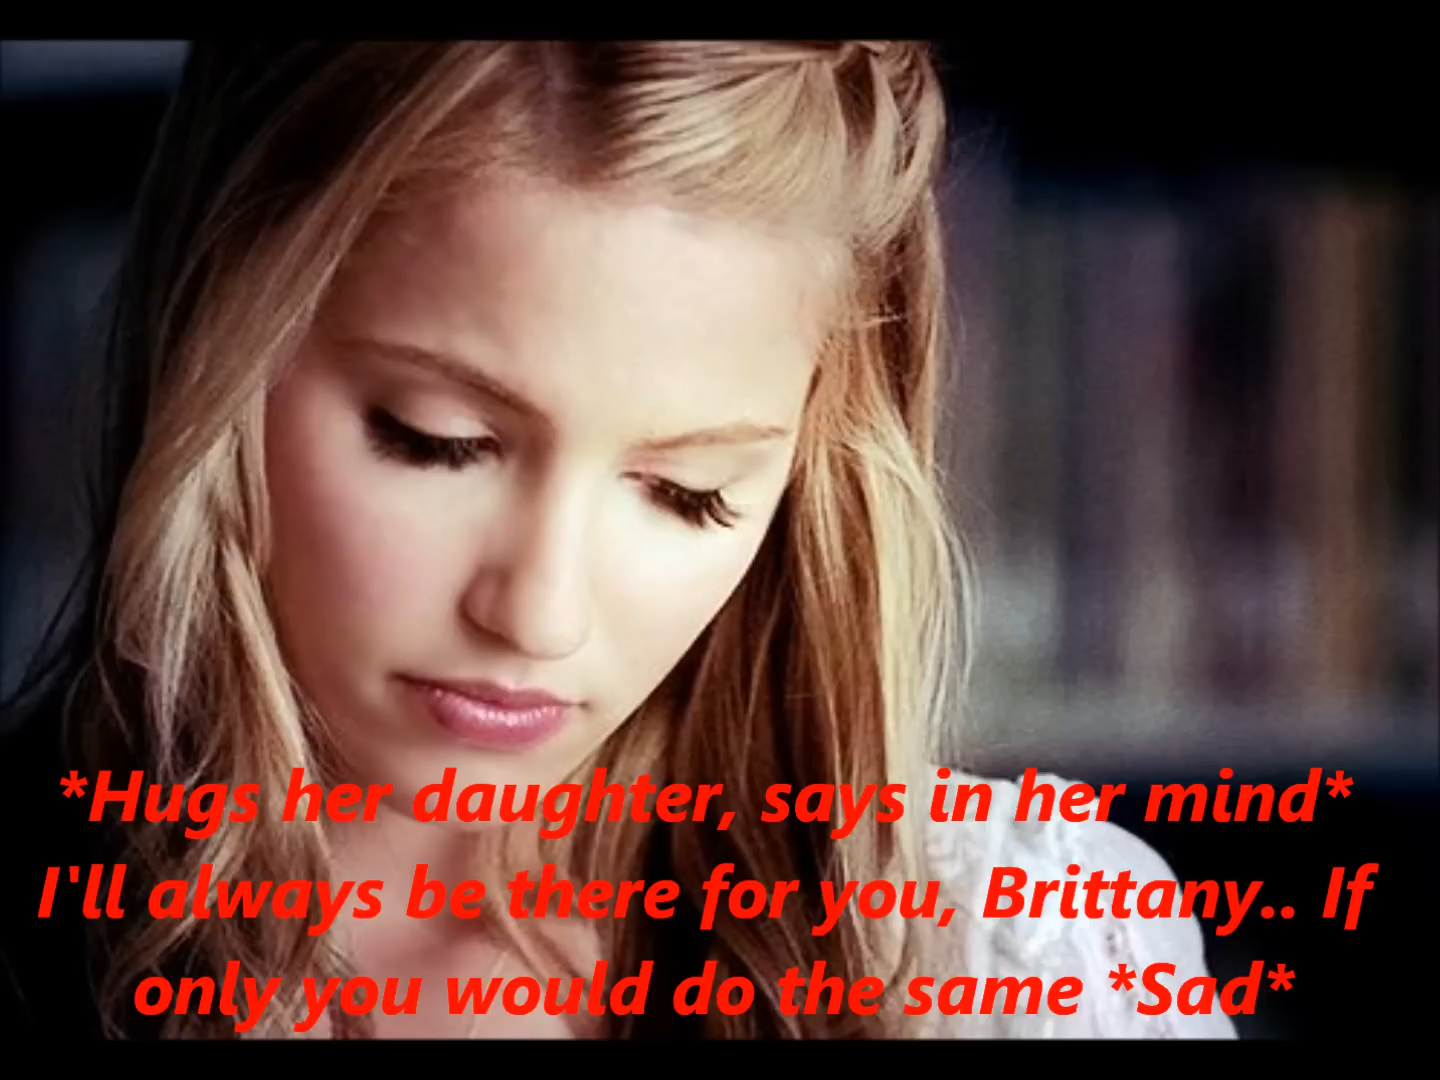 *Hugs her daughter, says in her mind*
I'll always be there for you, Brittany.. If
only you would do the same *Sad*